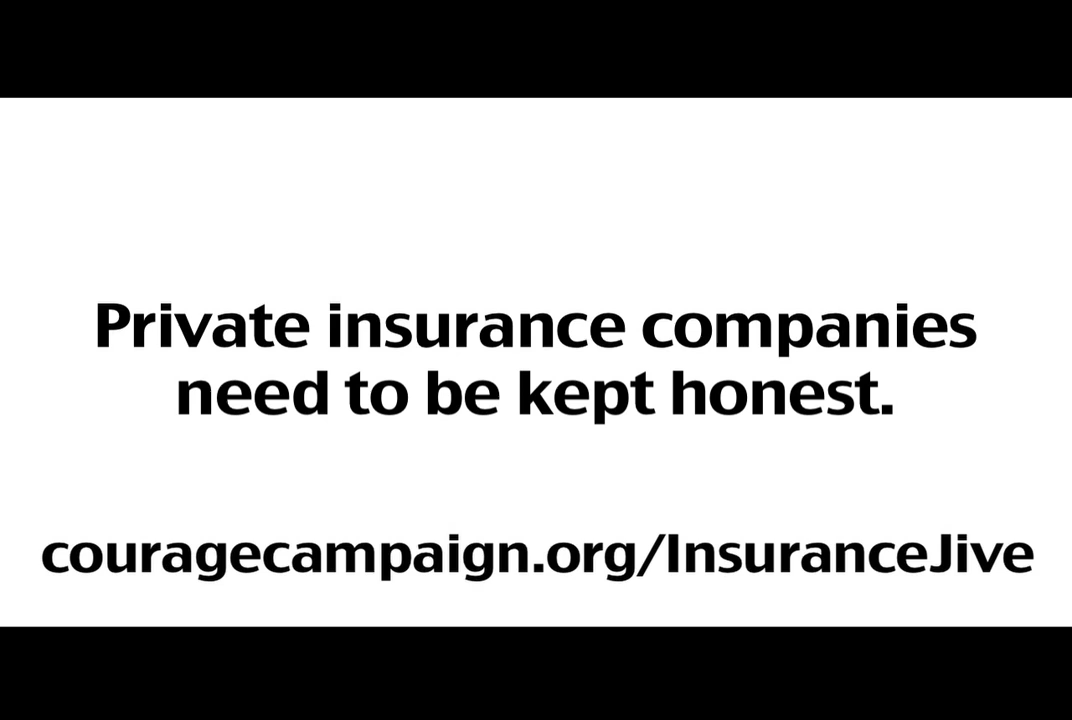 Private insurance companies
need to be kept honest.
couragecampaign.org/InsuranceJive